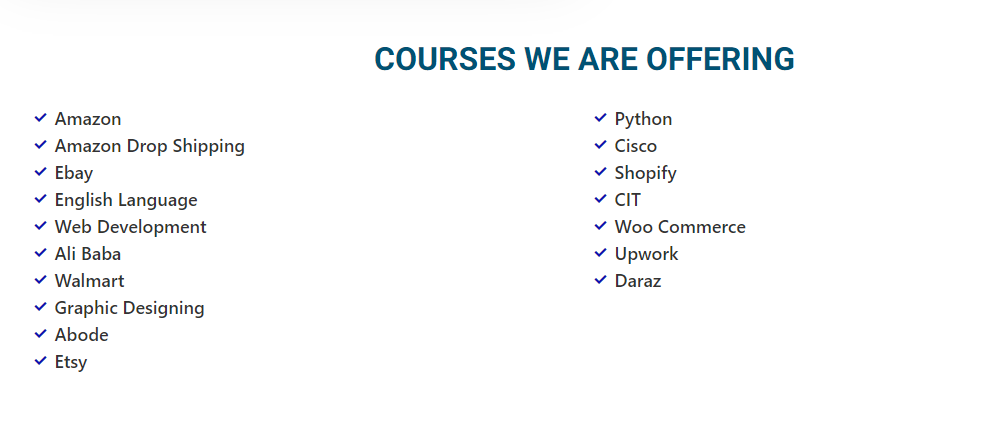 COURSES WE ARE OFFERING
Amazon
Amazon Drop Shipping
Ebay
English Language
Web Development
Ali Baba
Walmart
Graphic Designing
Abode
Etsy
Python
Cisco
Shopify
CIT
Woo Commerce
Upwork
Daraz